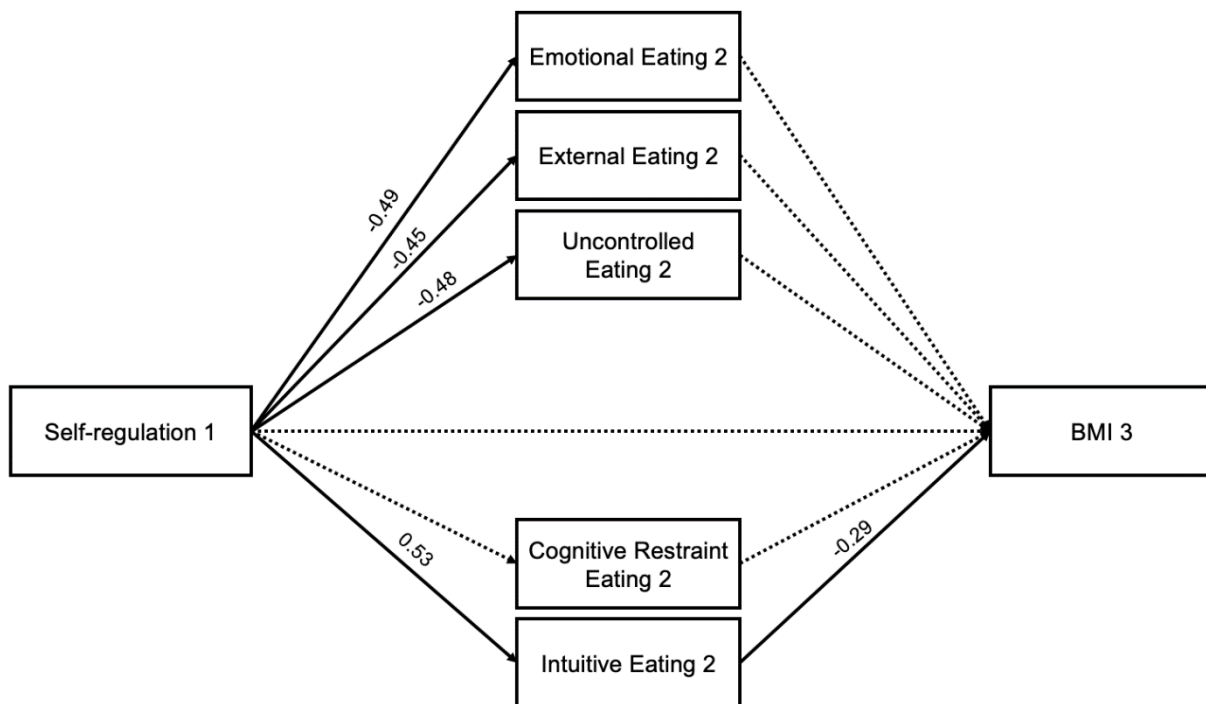 Emotional Eating 2
External Eating 2
-0.49
-0.45
Uncontrolled
Eating 2
-0.48
Self-regulation 1
BMI 3
Cognitive Restraint
Eating 2
0.53
-0.29
Intuitive Eating 2